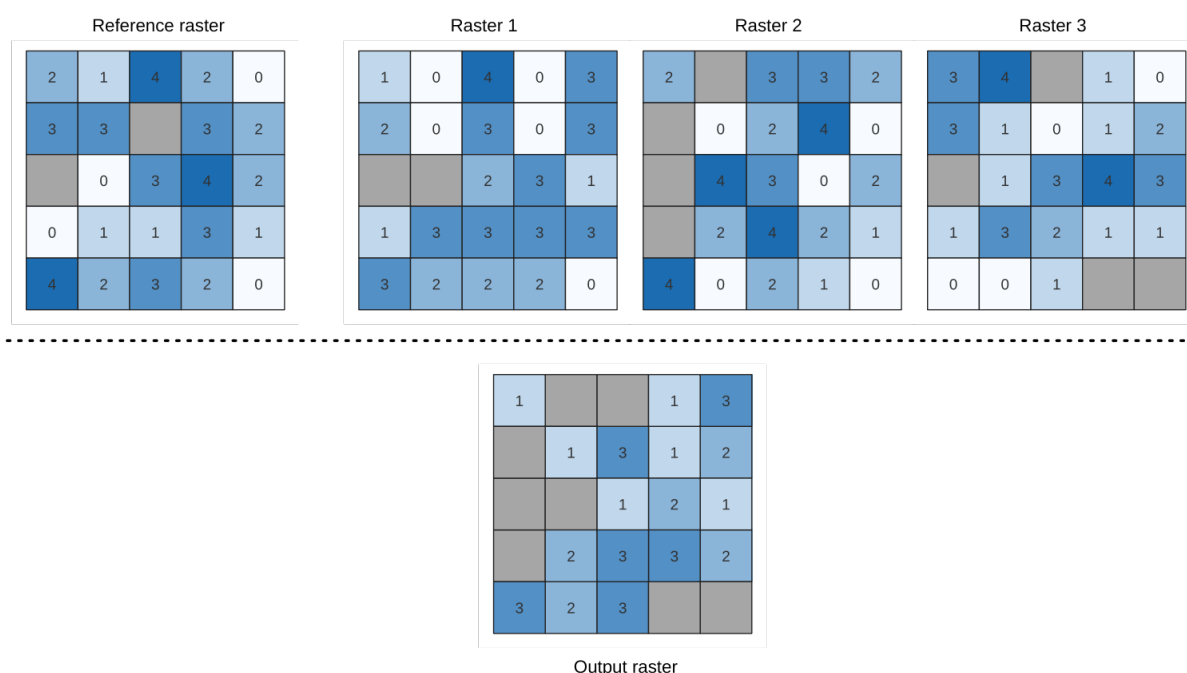 Reference raster Raster 1 Raster 2 Raster 3
2 1 4 2 0 1 0 4 0 3 2 3 3 2 3 4 1 0
3 3 3 2 2 0 3 0 3 0 2 4 0 3 1 0 1 2
0 3 4 2 2 3 1 4 3 0 2 1 3 4 3
0 1 1 3 1 1 3 3 3 3 2 4 2 1 1 3 2 1 1
4 2 3 2 0 3 2 2 2 0 4 0 2 1 0 0 0 1
1 1 3
1 3 1 2
1 2 1
2 3 3 2
3 2 3
Output raster